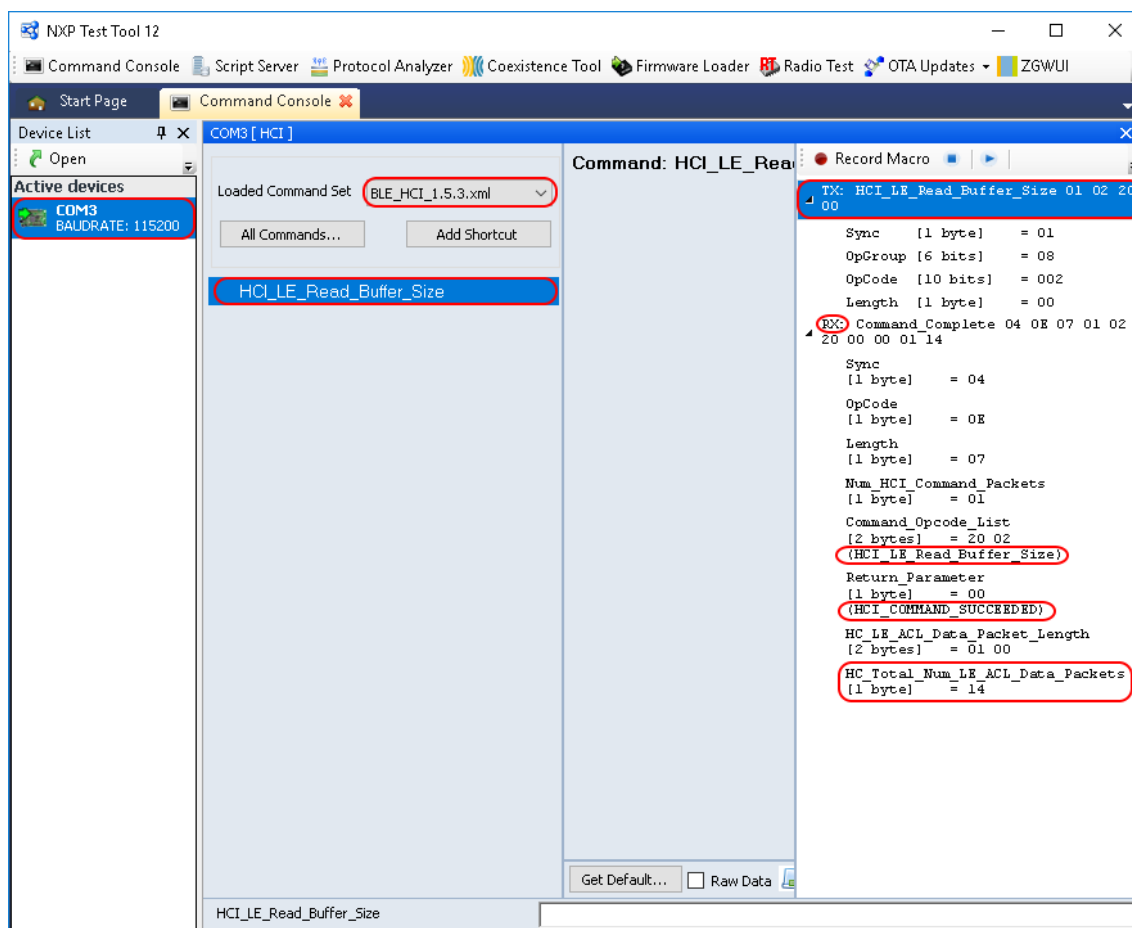 NXP Test Tool 12
Command Console Script Server Protocol Analyzer Coexistence Tool Firmware Loader Radio Test OTA Updates ZGWUI
Start Page Command Console
Device List
Open
Active devices
COM3
BAUDRATE: 115200
COM3 [ HCI ]
Loaded Command Set BLE_HCI_1.5.3.xml
All Commands... Add Shortcut
HCI_LE_Read_Buffer_Size
Command: HCI_LE_Rea
Get Default... Raw Data
HCI_LE_Read_Buffer_Size
Record Macro
TX: HCI_LE_Read_Buffer_Size 01 02 20
00
Sync [1 byte] = 01
OpGroup [6 bits] = 08
OpCode [10 bits] = 002
Length [1 byte] = 00
RX: Command_Complete 04 0E 07 01 02
20 00 00 01 14
Sync
[1 byte] = 04
OpCode
[1 byte] = 0E
Length
[1 byte] = 07
Num_HCI_Command_Packets
[1 byte] = 01
Command_Opcode_List
[2 bytes] = 20 02
(HCI_LE_Read_Buffer_Size)
Return_Parameter
[1 byte] = 00
(HCI_COMMAND_SUCCEEDED)
HC_LE_ACL_Data_Packet_Length
[2 bytes] = 01 00
HC_Total_Num_LE_ACL_Data_Packets
[1 byte] = 14